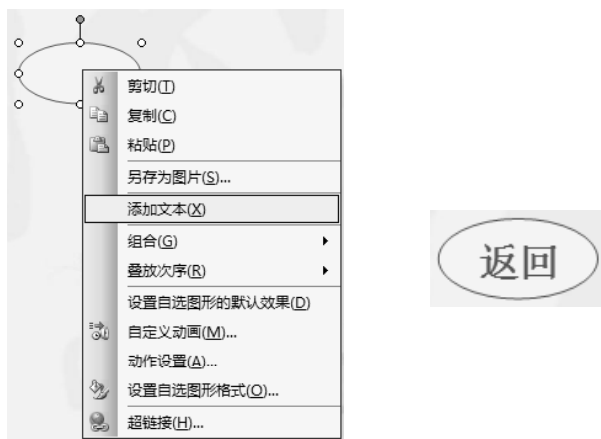 剪切(T)
复制(C)
粘贴(P)
另存为图片(S)...
添加文本(X)
组合(G)
叠放次序(R)
设置自选图形的默认效果(D)
自定义动画(M)...
动作设置(A)...
设置自选图形格式(O)...
超链接(H)...
返回